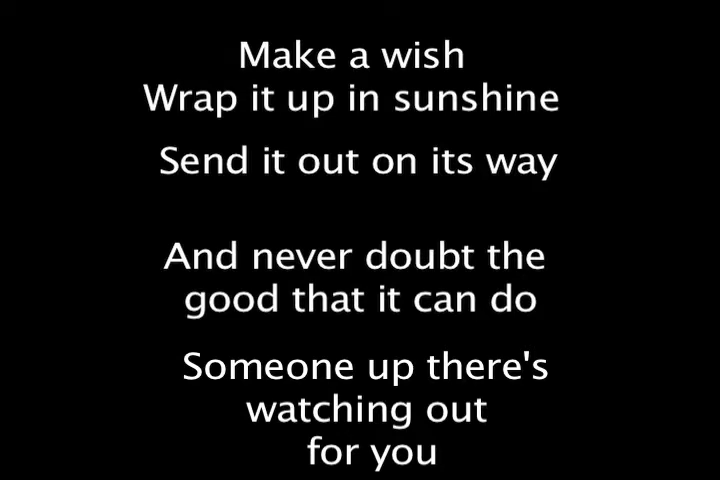 Make a wish
Wrap it up in sunshine
Send it out on its way
And never doubt the
good that it can do
Someone up there's
watching out
for you